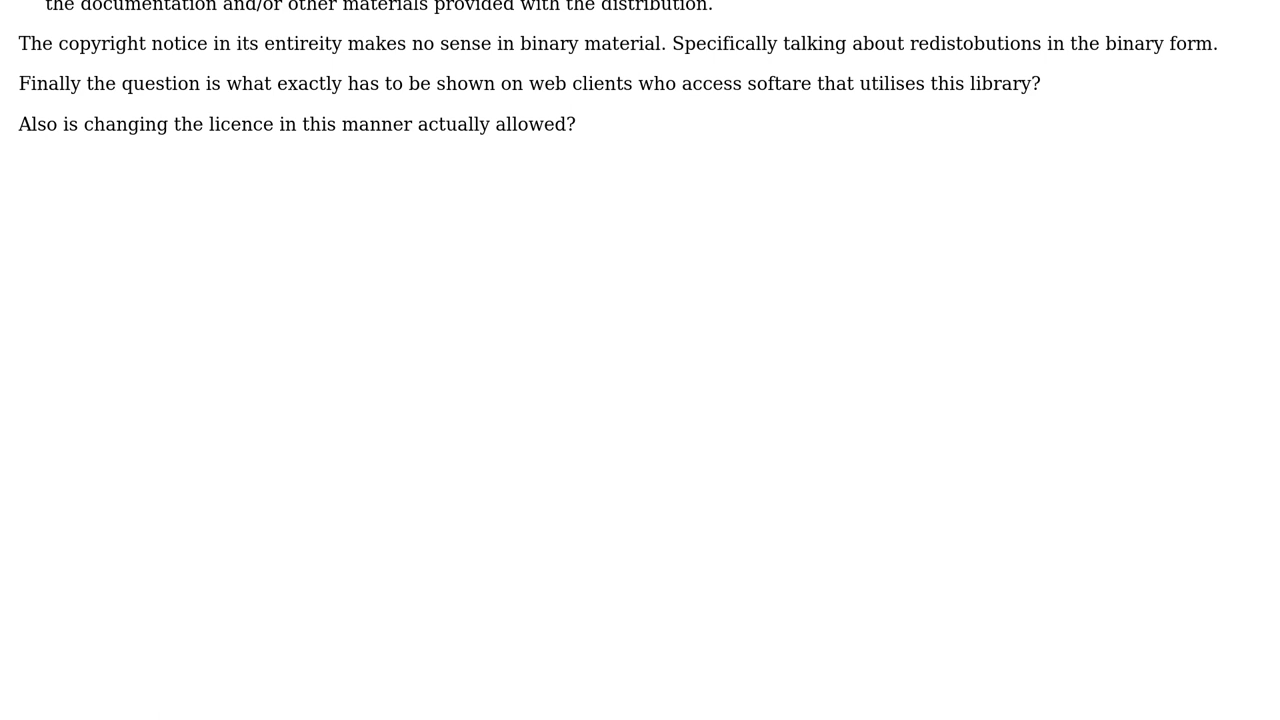 the documentation and/or other materials provided with the distribution.
The copyright notice in its entireity makes no sense in binary material. Specifically talking about redistobutions in the binary form.
Finally the question is what exactly has to be shown on web clients who access softare that utilises this library?
Also is changing the licence in this manner actually allowed?